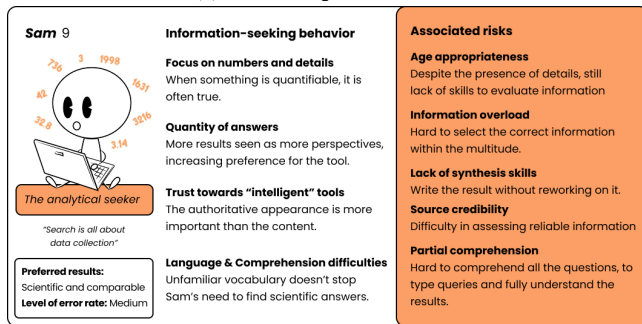 Sam 9
736
3
1998
1631
42
32.8
3216
3.14
The analytical seeker
"Search is all about
data collection"
Preferred results:
Scientific and comparable
Level of error rate: Medium
Information-seeking behavior
Focus on numbers and details
When something is quantifiable, it is
often true.
Quantity of answers
More results seen as more perspectives,
increasing preference for the tool.
Trust towards "intelligent" tools
The authoritative appearance is more
important than the content.
Language & Comprehension difficulties
Unfamiliar vocabulary doesn't stop
Sam's need to find scientific answers.
Associated risks
Age appropriateness
Despite the presence of details, still
lack of skills to evaluate information
Information overload
Hard to select the correct information
within the multitude.
Lack of synthesis skills
Write the result without reworking on it.
Source credibility
Difficulty in assessing reliable information
Partial comprehension
Hard to comprehend all the questions, to
type queries and fully understand the
results.